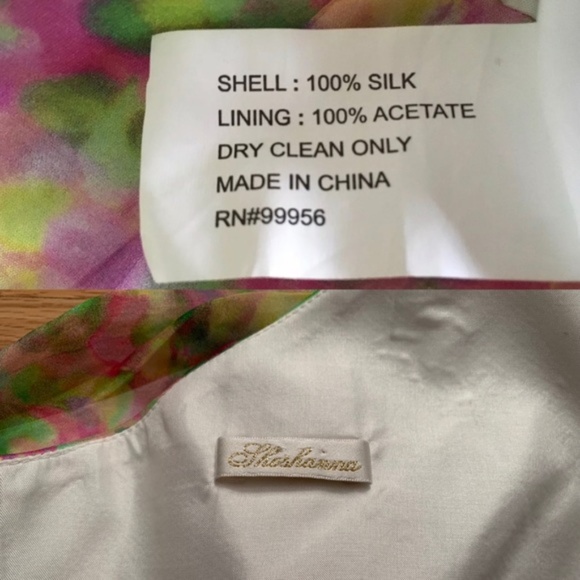 SHELL : 100% SILK
LINING : 100% ACETATE
DRY CLEAN ONLY
MADE IN CHINA
RN#99956
Shoshanna